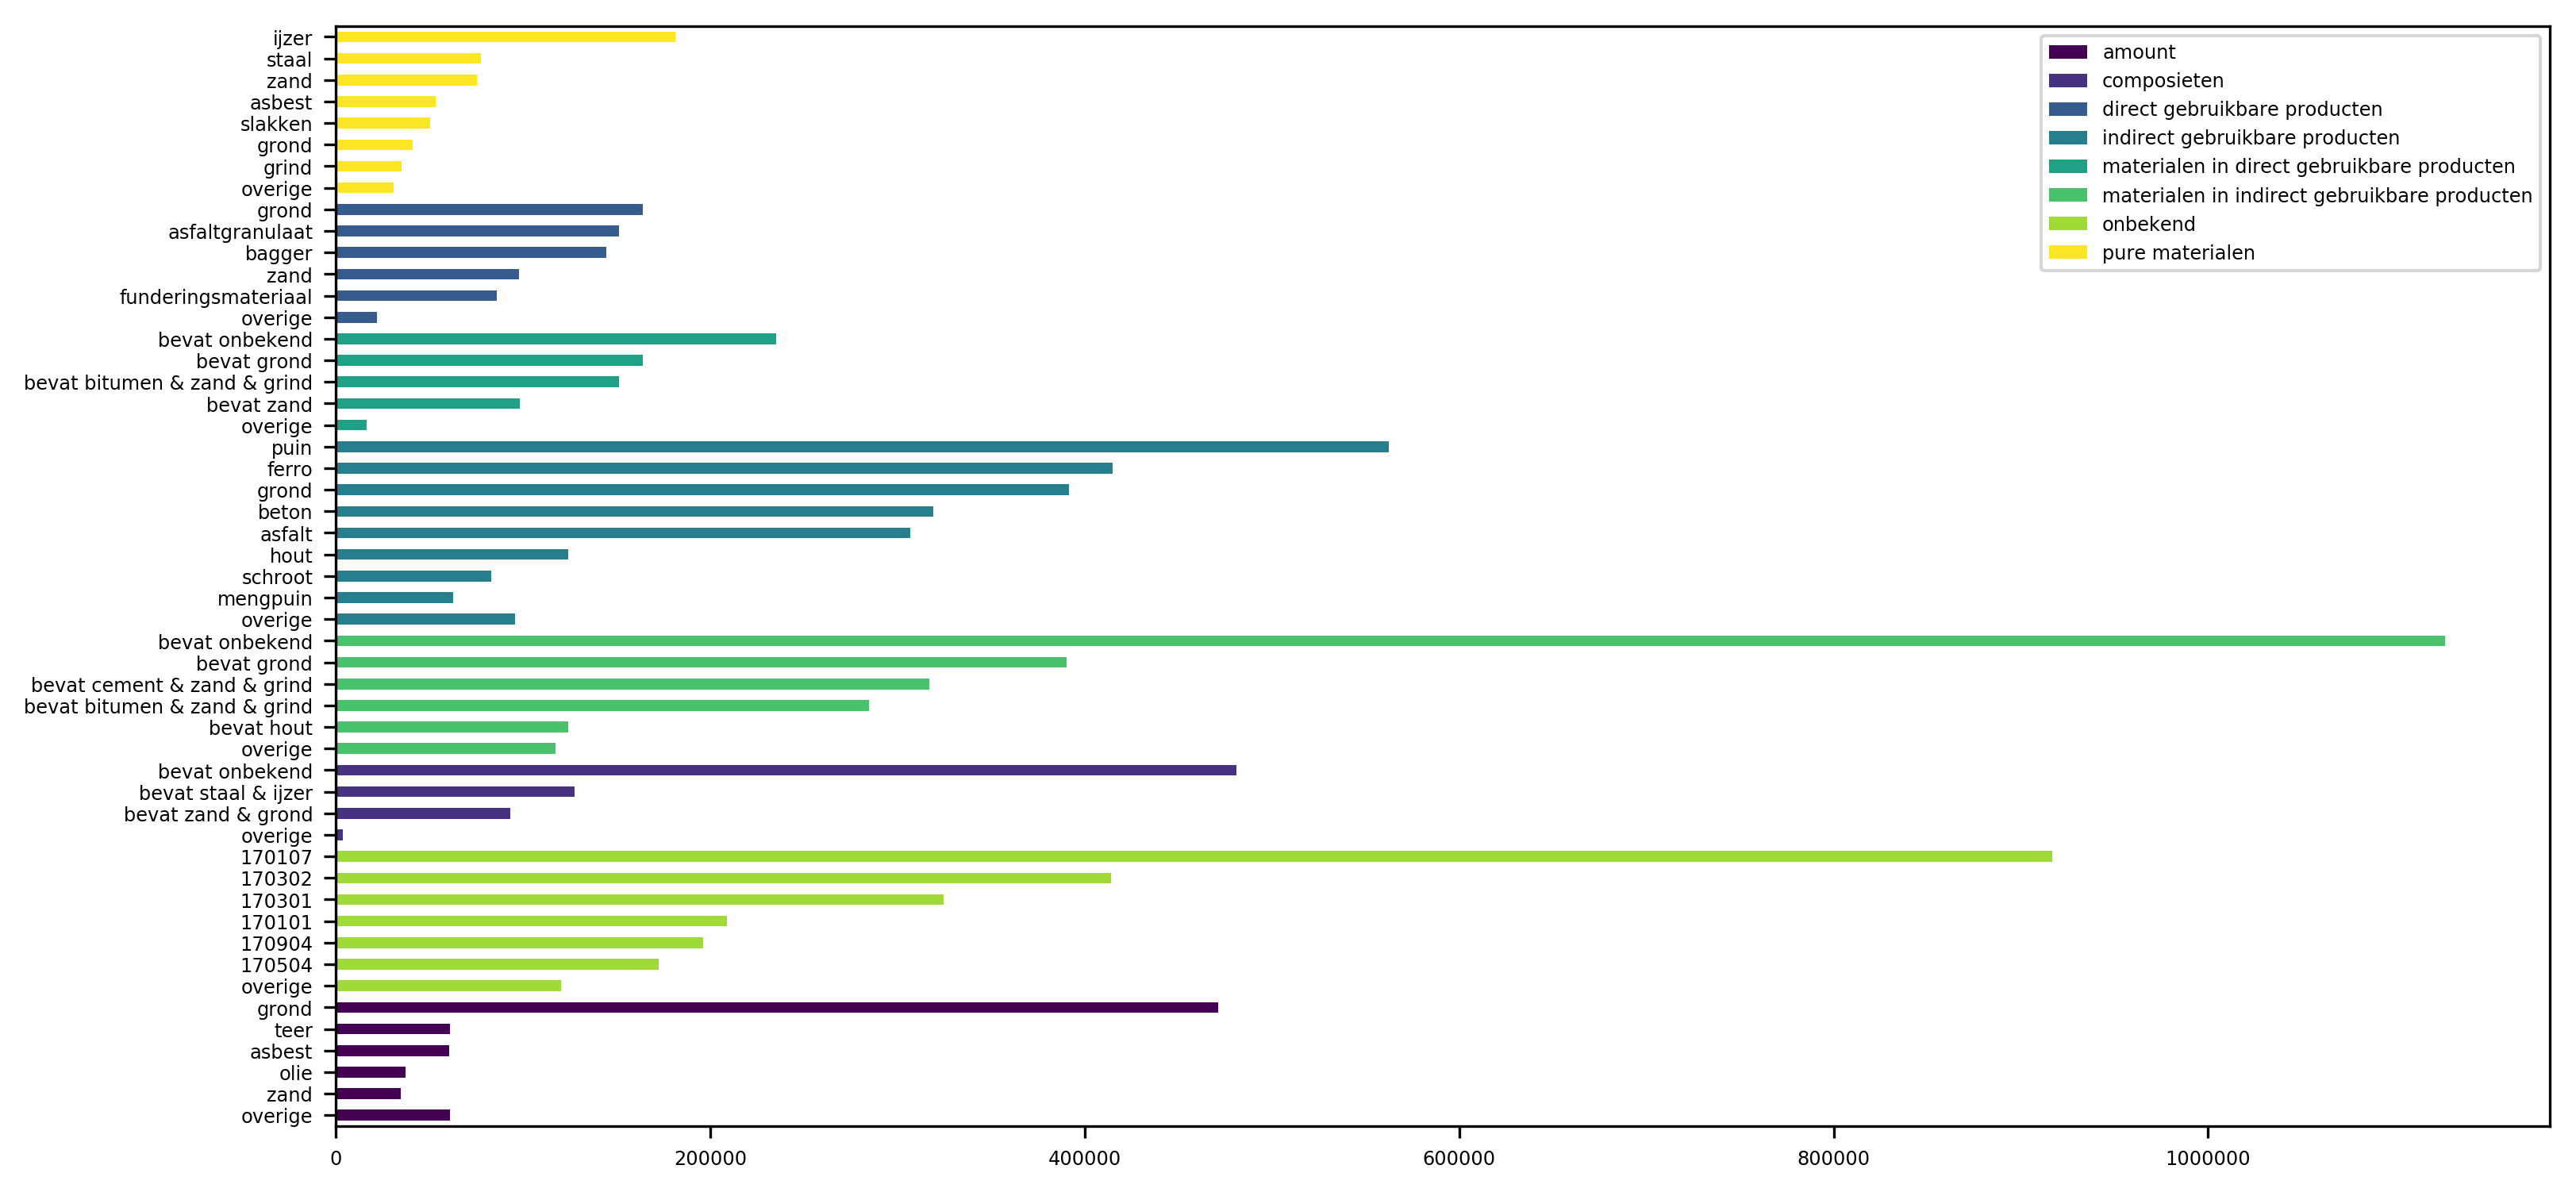 ijzer
staal
zand
asbest
slakken
grond
grind
overige
grond
asfaltgranulaat
bagger
zand
funderingsmateriaal
overige
bevat onbekend
bevat grond
bevat bitumen & zand & grind
bevat zand
overige
puin
ferro
grond
beton
asfalt
hout
schroot
mengpuin
overige
bevat onbekend
bevat grond
bevat cement & zand & grind
bevat bitumen & zand & grind
bevat hout
overige
bevat onbekend
bevat staal & ijzer
bevat zand & grond
overige
170107
170302
170301
170101
170904
170504
overige
grond
teer
asbest
olie
zand
overige
0 200000 400000 600000 800000 1000000
amount
composieten
direct gebruikbare producten
indirect gebruikbare producten
materialen in direct gebruikbare producten
materialen in indirect gebruikbare producten
onbekend
pure materialen